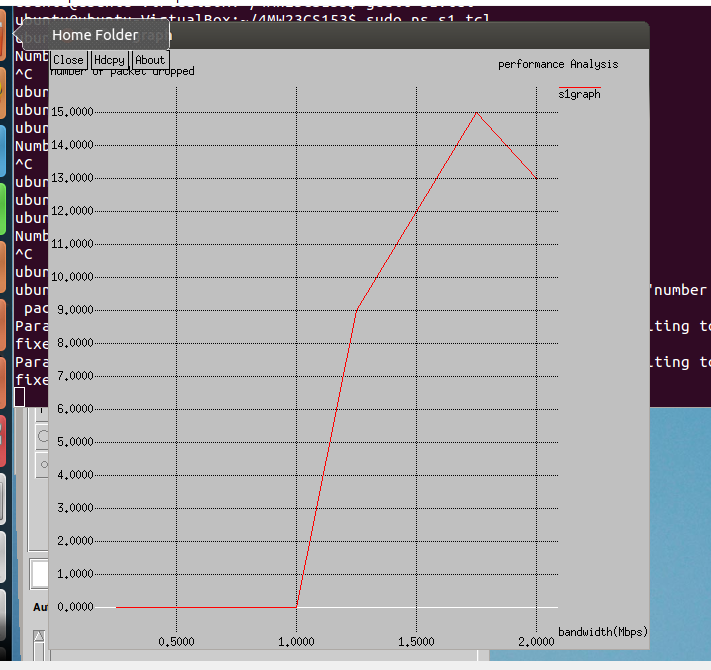 ubuntu@ubuntu-VirtualBox:~/4MW23CS153$ sudo ns s1.tcl
Home Folder
Close Hdcpy About
number of packet dropped
performance Analysis
s1graph
Numb
^C
ubun
ubun
ubun
Numb
^C
ubun
ubun
ubun
Numb
^C
ubun
ubun
"number
pac
Para
iting to
fixe
Para
iting to
fixe
15.0000
14.0000
13.0000
12.0000
11.0000
10.0000
9.0000
8.0000
7.0000
6.0000
5.0000
4.0000
3.0000
2.0000
1.0000
0.0000
0.5000 1.0000 1.5000 2.0000
bandwidth(Mbps)
Au